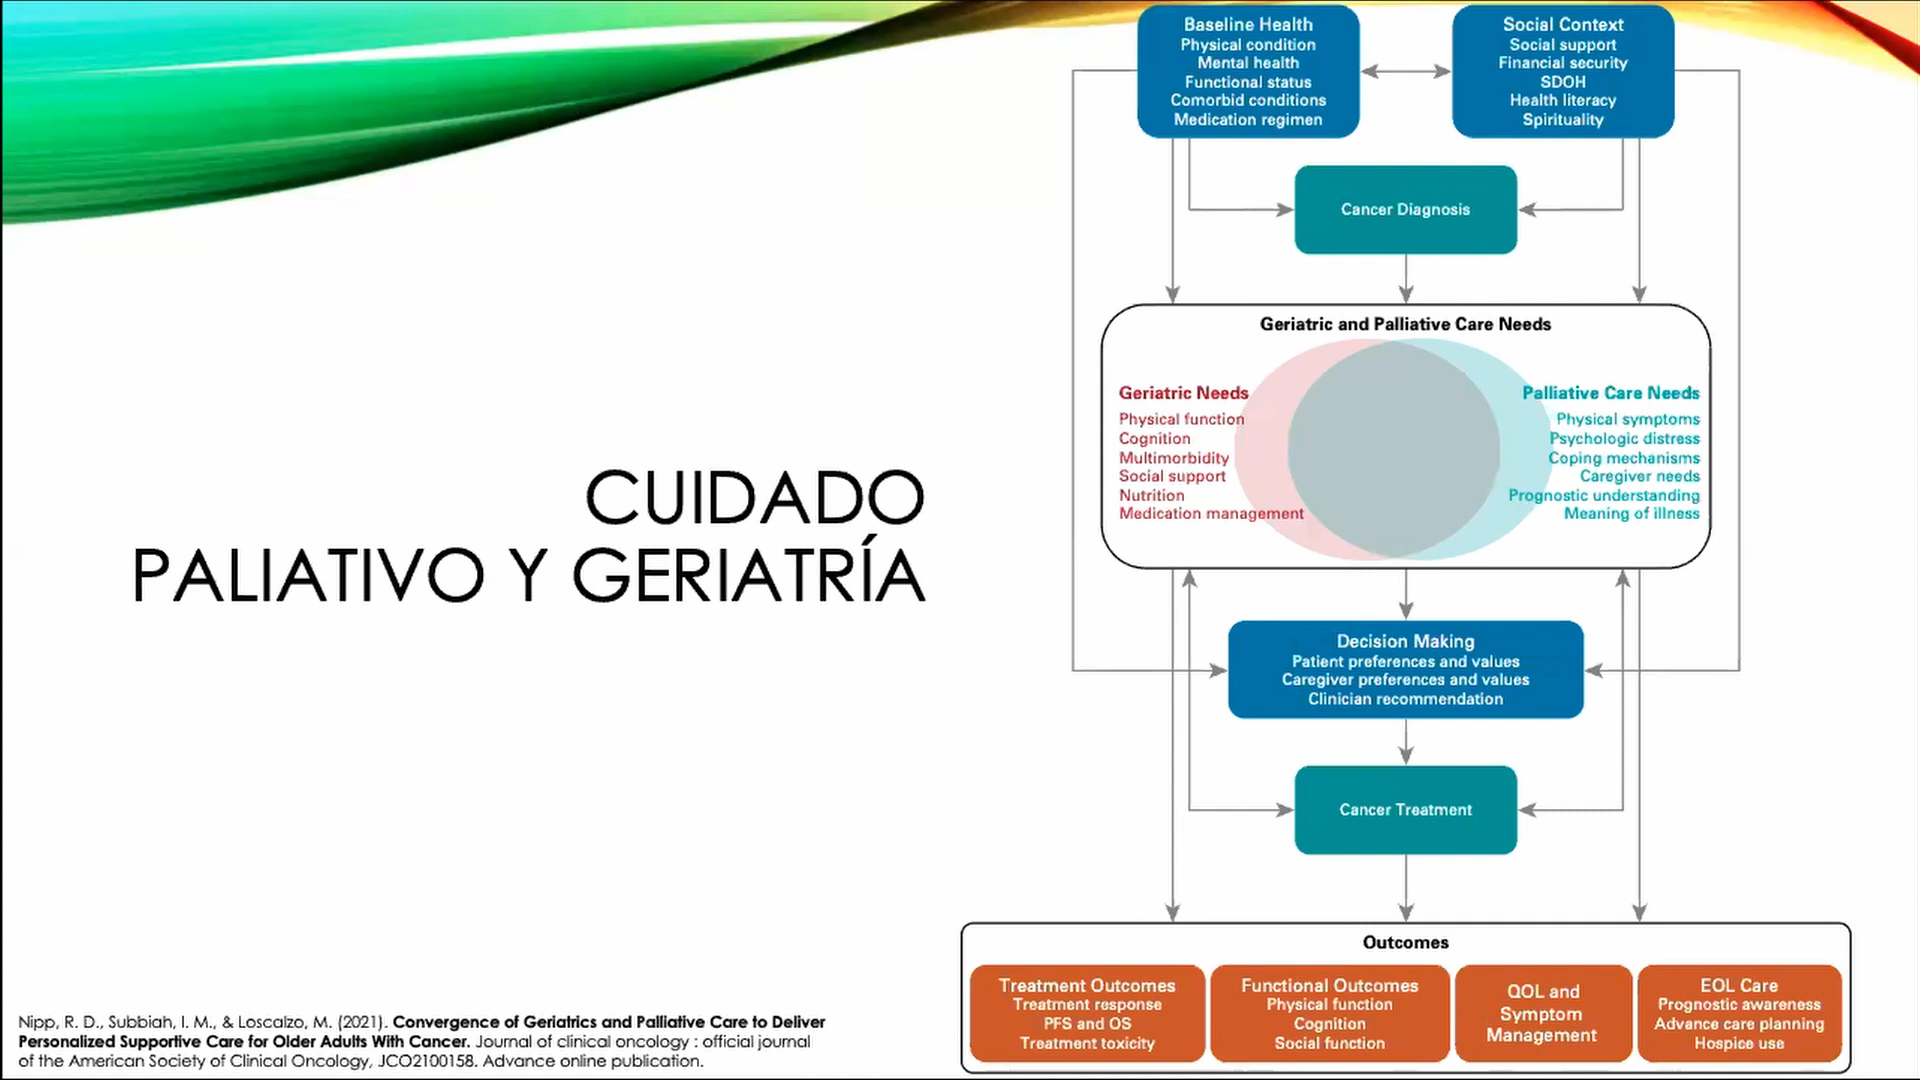 CUIDADO
PALIATIVO Y GERIATRÍA
Nipp, R. D., Subbiah, I. M., & Loscalzo, M. (2021). Convergence of Geriatrics and Palliative Care to Deliver
Personalized Supportive Care for Older Adults With Cancer. Journal of clinical oncology : official journal
of the American Society of Clinical Oncology, JCO2100158. Advance online publication.
Baseline Health
Physical condition
Mental health
Functional status
Comorbid conditions
Medication regimen
Social Context
Social support
Financial security
SDOH
Health literacy
Spirituality
Cancer Diagnosis
Geriatric and Palliative Care Needs
Geriatric Needs
Physical function
Cognition
Multimorbidity
Social support
Nutrition
Medication management
Palliative Care Needs
Physical symptoms
Psychologic distress
Coping mechanisms
Caregiver needs
Prognostic understanding
Meaning of illness
Decision Making
Patient preferences and values
Caregiver preferences and values
Clinician recommendation
Cancer Treatment
Outcomes
Treatment Outcomes
Treatment response
PFS and OS
Treatment toxicity
Functional Outcomes
Physical function
Cognition
Social function
QOL and
Symptom
Management
EOL Care
Prognostic awareness
Advance care planning
Hospice use